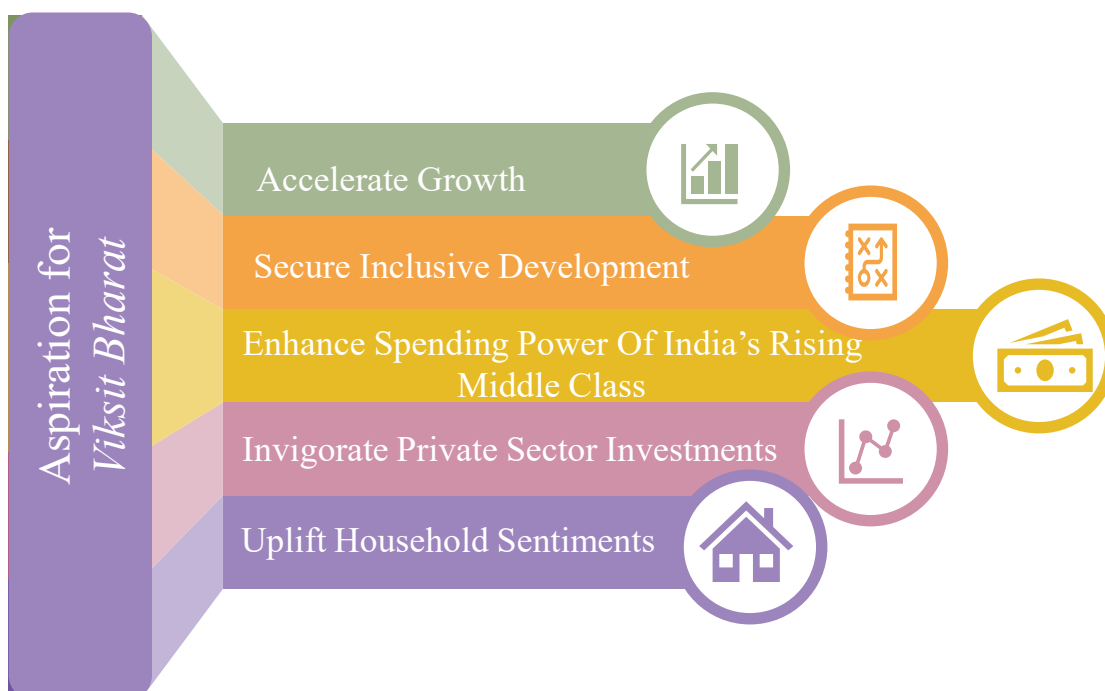 Aspiration for
Viksit Bharat
Accelerate Growth
Secure Inclusive Development
Enhance Spending Power Of India’s Rising
Middle Class
Invigorate Private Sector Investments
Uplift Household Sentiments